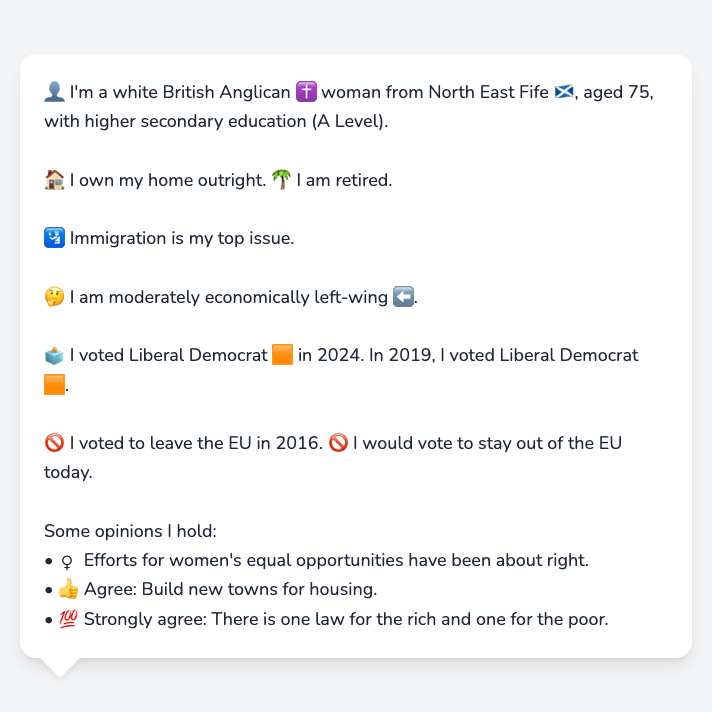 👤 I'm a white British Anglican ✝️ woman from North East Fife 🏴󠁧󠁢󠁳󠁣󠁴󠁿, aged 75,
with higher secondary education (A Level).
🏠 I own my home outright. 🌴 I am retired.
🛂 Immigration is my top issue.
🤔 I am moderately economically left-wing ⬅️.
🗳️ I voted Liberal Democrat 🟧 in 2024. In 2019, I voted Liberal Democrat
🟧.
🚫 I voted to leave the EU in 2016. 🚫 I would vote to stay out of the EU
today.
Some opinions I hold:
• ♀ Efforts for women's equal opportunities have been about right.
• 👍 Agree: Build new towns for housing.
• 💯 Strongly agree: There is one law for the rich and one for the poor.